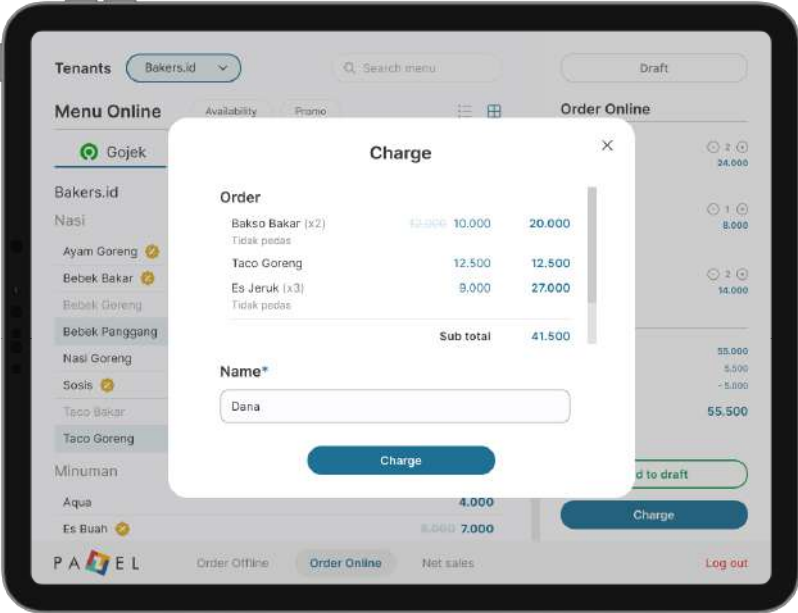 Tenants Bakers.id Search menu Draft
Menu Online Availability Promo Order Online
Gojek 2
24.000
Bakers.id
Nasi 1
8.000
Ayam Goreng
Bebek Bakar 2
14.000
Bebek Goreng
Bebek Panggang
Nasi Goreng 55.000
5.500
Sosis - 5.000
Taco Bakar 55.500
Taco Goreng
Minuman d to draft
Aqua 4.000
Es Buah 8.000 7.000 Charge
Charge
Order
Bakso Bakar (x2) 12.000 10.000 20.000
Tidak pedas
Taco Goreng 12.500 12.500
Es Jeruk (x3) 9.000 27.000
Tidak pedas
Sub total 41.500
Name*
Dana
Charge
PA EL Order Offline Order Online Net sales Log out